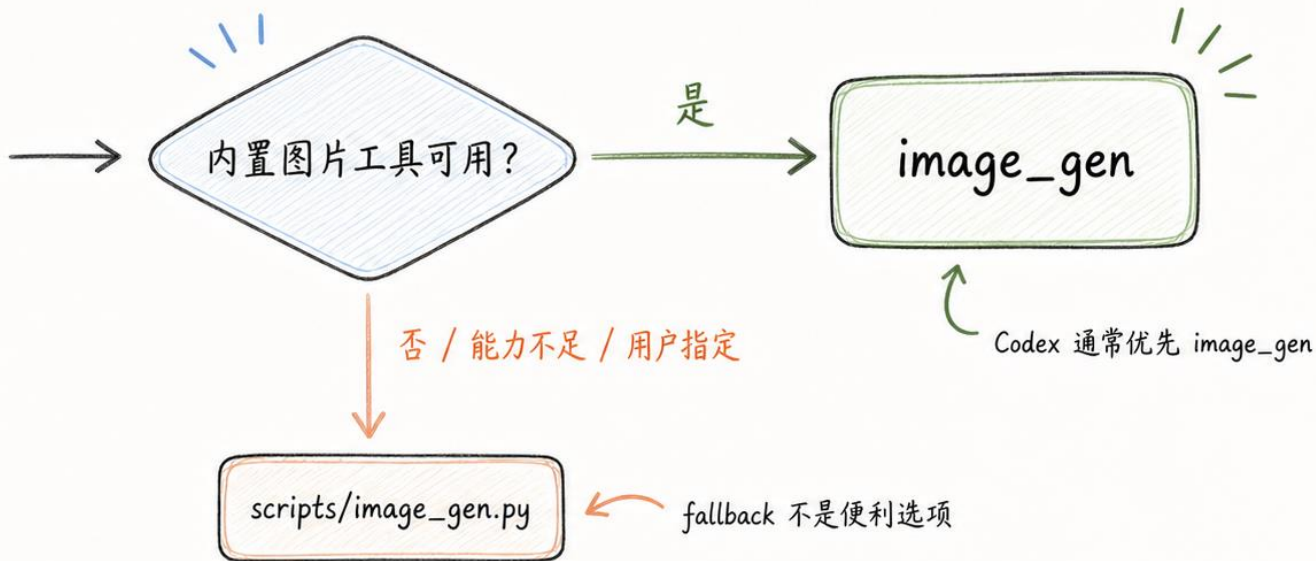 内置图片工具可用？
是
image_gen
否 / 能力不足 / 用户指定
Codex 通常优先 image_gen
scripts/image_gen.py
fallback 不是便利选项